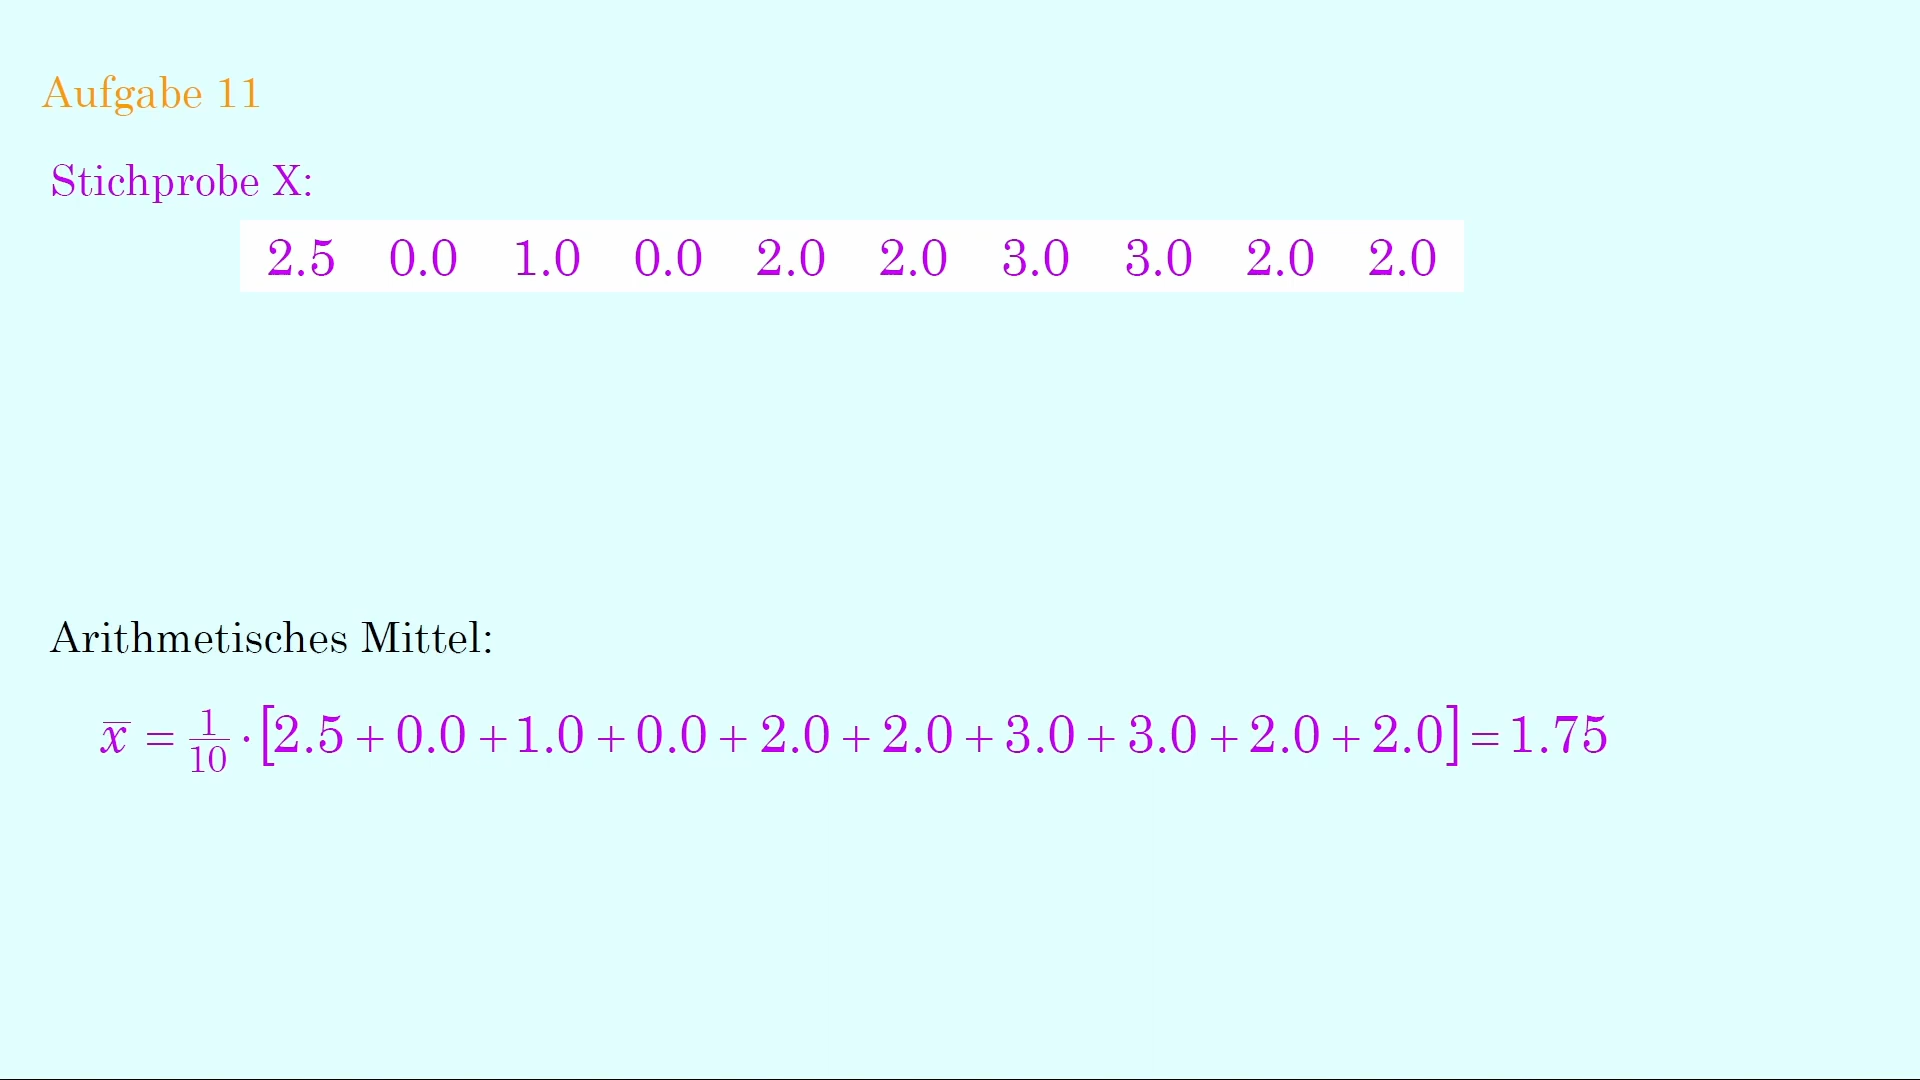 Aufgabe 11
Stichprobe X:
2.5 0.0 1.0 0.0 2.0 2.0 3.0 3.0 2.0 2.0
Arithmetisches Mittel:
x̅ = 1/10 · [2.5 + 0.0 + 1.0 + 0.0 + 2.0 + 2.0 + 3.0 + 3.0 + 2.0 + 2.0] = 1.75